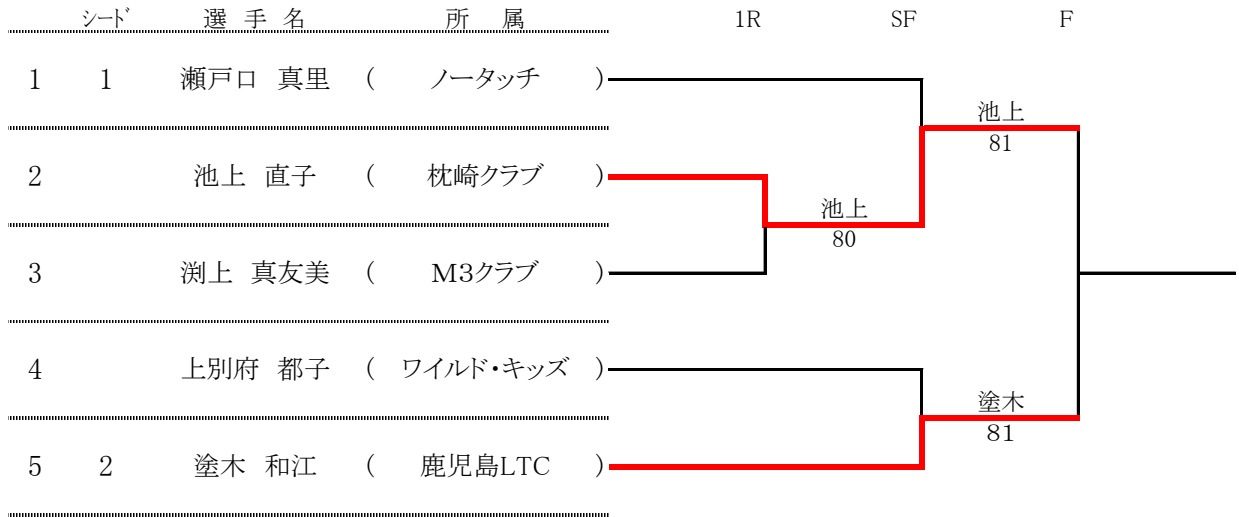 シード 選手名 所属 1R SF F
1 1 瀬戸口 真里 ( ノータッチ )
池上
81
2 池上 直子 ( 枕崎クラブ )
池上
80
3 渕上 真友美 ( M3クラブ )
4 上別府 都子 ( ワイルド・キッズ )
塗木
81
5 2 塗木 和江 ( 鹿児島LTC )